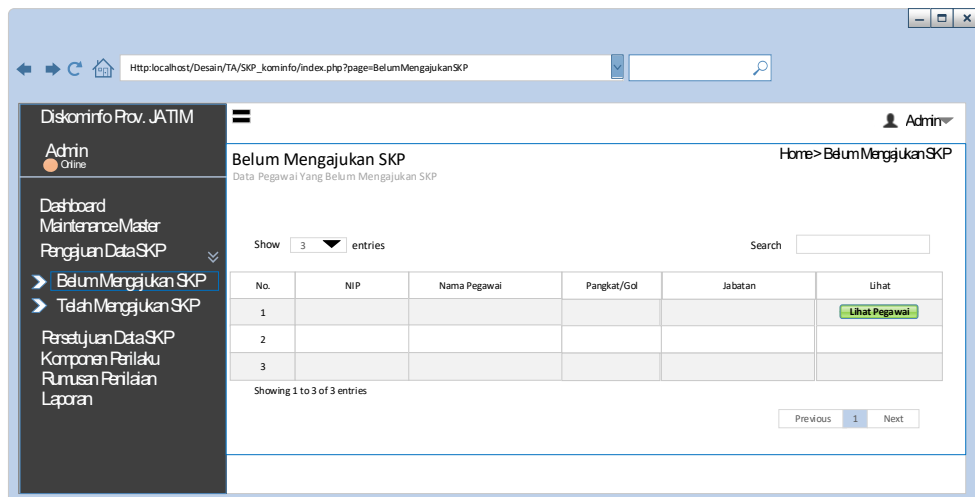 Http:localhost/Desain/TA/SKP_kominfo/index.php?page=BelumMengajukanSKP
Diskominfo Prov. JATIM
Admin
Admin
Online
Home > Belum Mengajukan SKP
Belum Mengajukan SKP
Data Pegawai Yang Belum Mengajukan SKP
Dashboard
Maintenance Master
Pengajuan Data SKP
Belum Mengajukan SKP
Telah Mengajukan SKP
Persetujuan Data SKP
Komponen Perilaku
Rumusan Penilaian
Laporan
Show 3 entries
Search
No. NIP Nama Pegawai Pangkat/Gol Jabatan Lihat
1 Lihat Pegawai
2
3
Showing 1 to 3 of 3 entries
Previous 1 Next